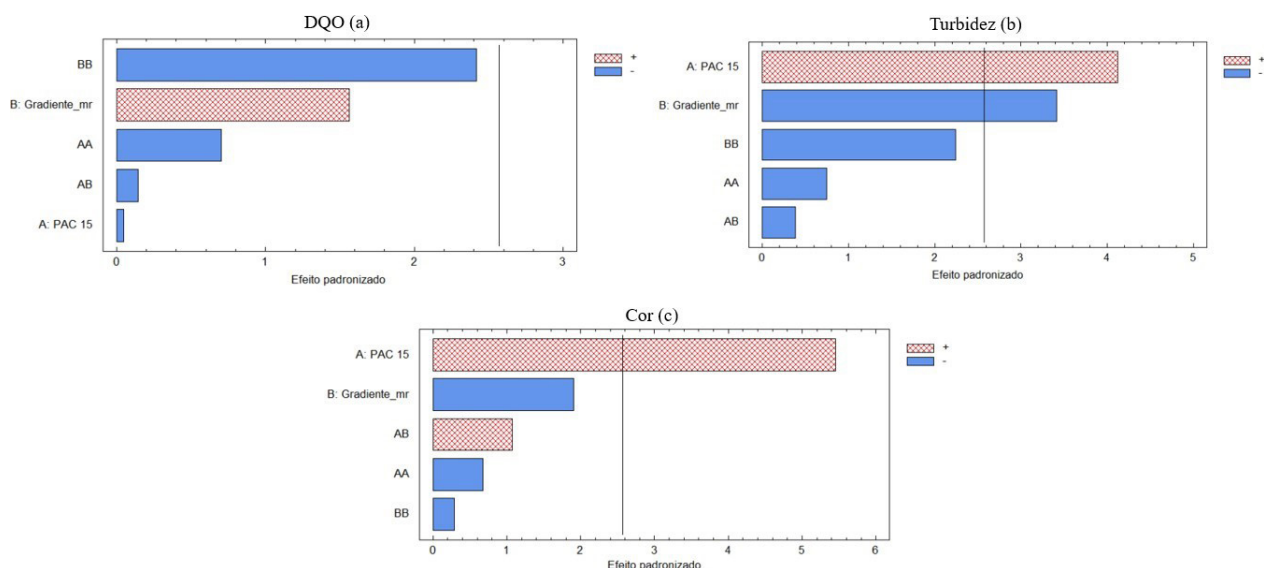 DQO (a)
+
-
BB
B: Gradiente_mr
AA
AB
A: PAC 15
0 1 2 3
Efeito padronizado
Turbidez (b)
+
-
A: PAC 15
B: Gradiente_mr
BB
AA
AB
0 1 2 3 4 5
Efeito padronizado
Cor (c)
+
-
A: PAC 15
B: Gradiente_mr
AB
AA
BB
0 1 2 3 4 5 6
Efeito padronizado